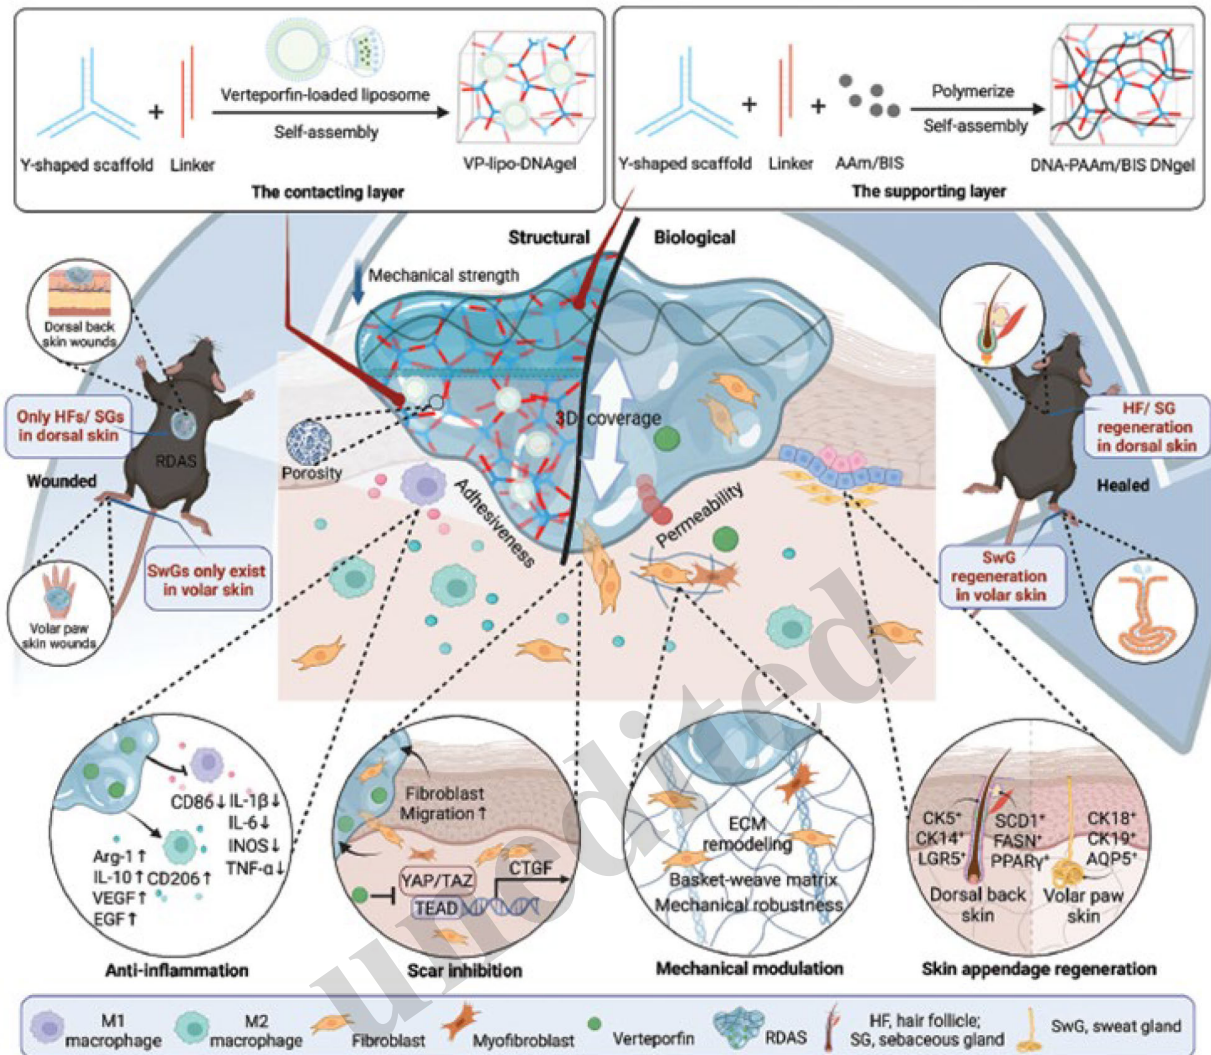 Verteporfin-loaded liposome
Self-assembly
Y-shaped scaffold
+
Linker
VP-lipo-DNAgel
The contacting layer
Y-shaped scaffold
+
Linker
+
AAm/BIS
Polymerize
Self-assembly
DNA-PAAm/BIS DNgel
The supporting layer
Structural
Biological
Mechanical strength
Dorsal back
skin wounds
Only HFs/ SGs
in dorsal skin
RDAS
Wounded
SwGs only exist
in volar skin
Volar paw
skin wounds
Porosity
Adhesiveness
3D coverage
Permeability
HF/ SG
regeneration
in dorsal skin
Healed
SwG
regeneration
in volar skin
CD86↓
IL-1β↓
IL-6↓
INOS↓
TNF-α↓
Arg-1↑
IL-10↑
CD206↑
VEGF↑
EGF↑
Anti-inflammation
Fibroblast
Migration↑
YAP/TAZ
TEAD
CTGF
Scar inhibition
ECM
remodeling
Basket-weave matrix
Mechanical robustness
Mechanical modulation
CK5⁺
CK14⁺
LGR5⁺
SCD1⁺
FASN⁺
PPARγ⁺
Dorsal back
skin
CK18⁺
CK19⁺
AQP5⁺
Volar paw
skin
Skin appendage regeneration
M1
macrophage
M2
macrophage
Fibroblast
Myofibroblast
Verteporfin
RDAS
HF, hair follicle;
SG, sebaceous gland
SwG, sweat gland
unedited